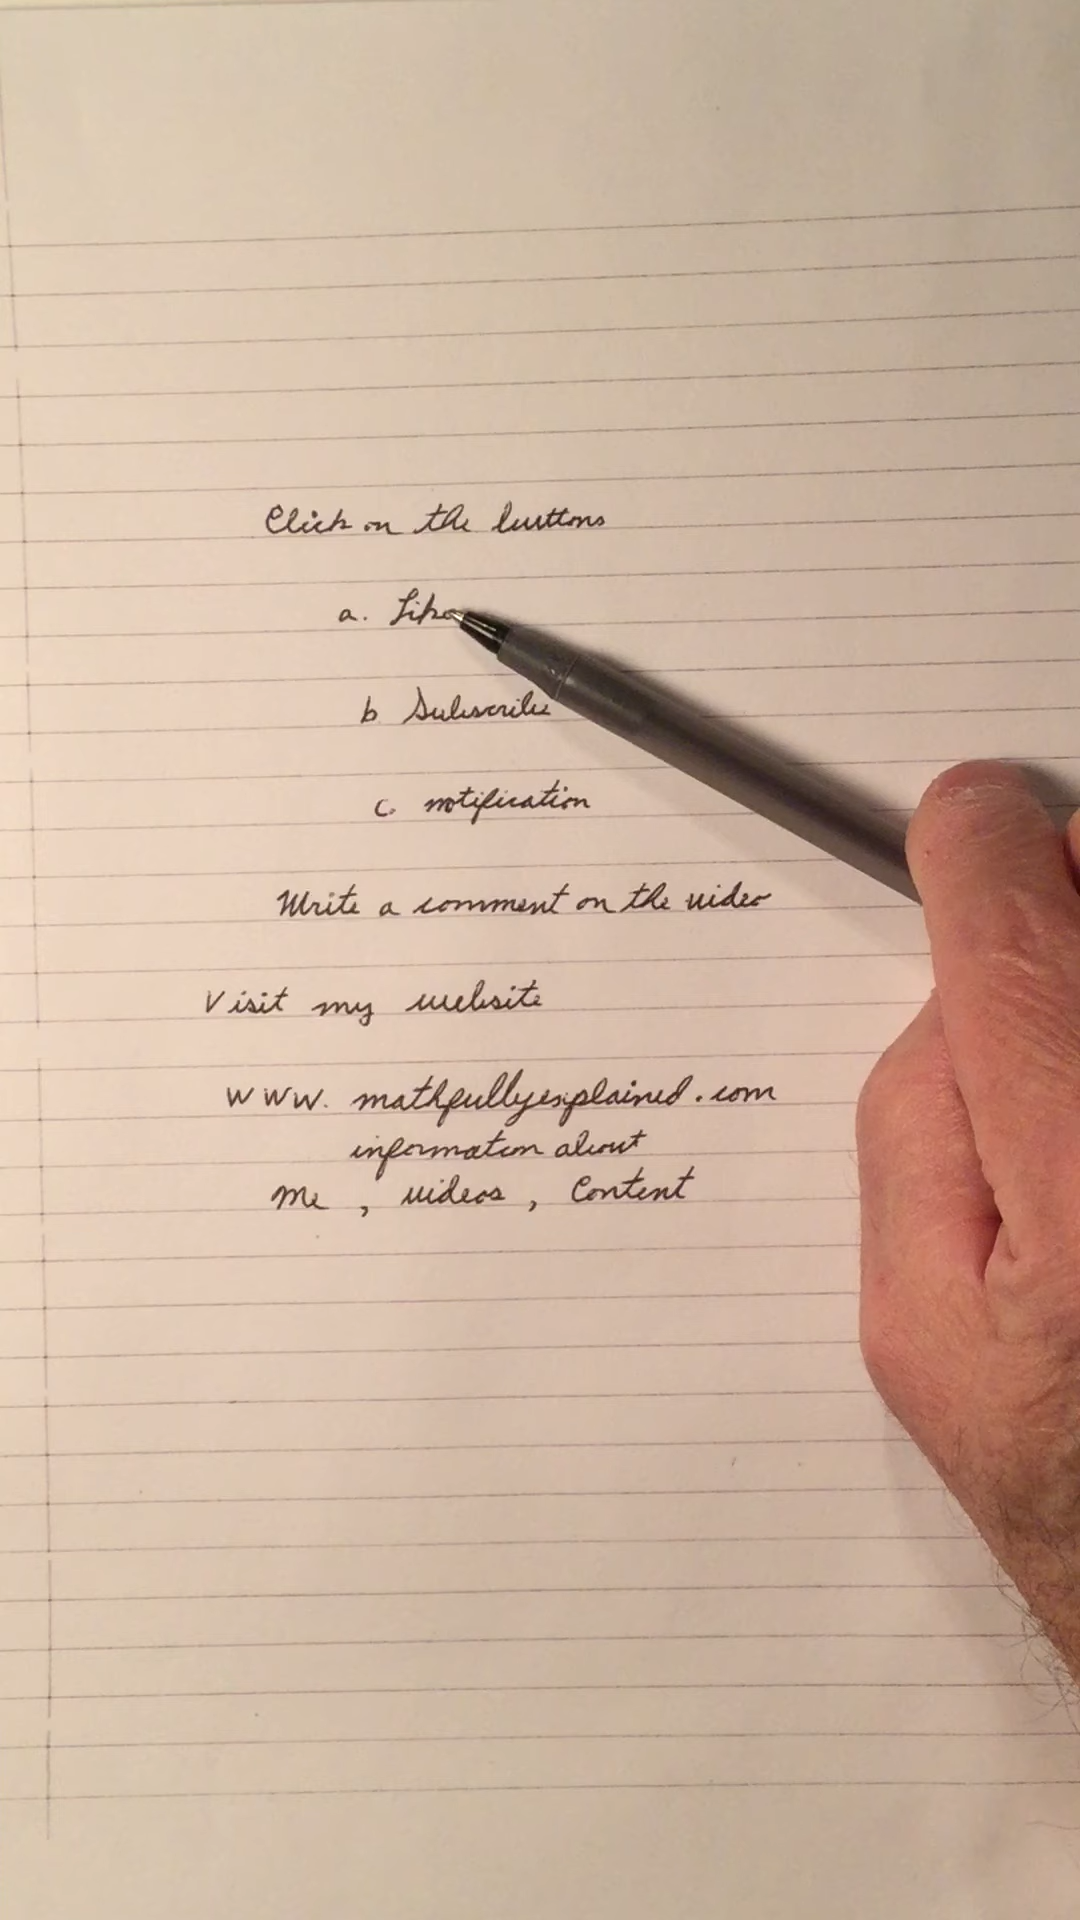 Click on the buttons
a. Like
b Subscribe
c. notification
Write a comment on the video
Visit my website
WWW. mathfullyexplained.com
information about
Me , videos , Content